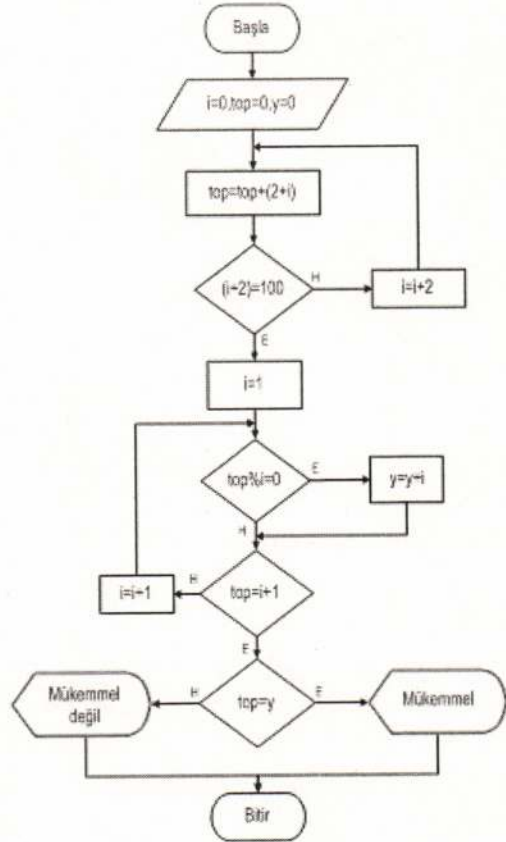 Başla
i=0,top=0,y=0
top=top+(2+i)
(i+2)=100
H
i=i+2
E
i=1
top%i=0
E
y=y+i
H
top=i+1
H
i=i+1
E
top=y
H
Mükemmel
değil
E
Mükemmel
Bitir